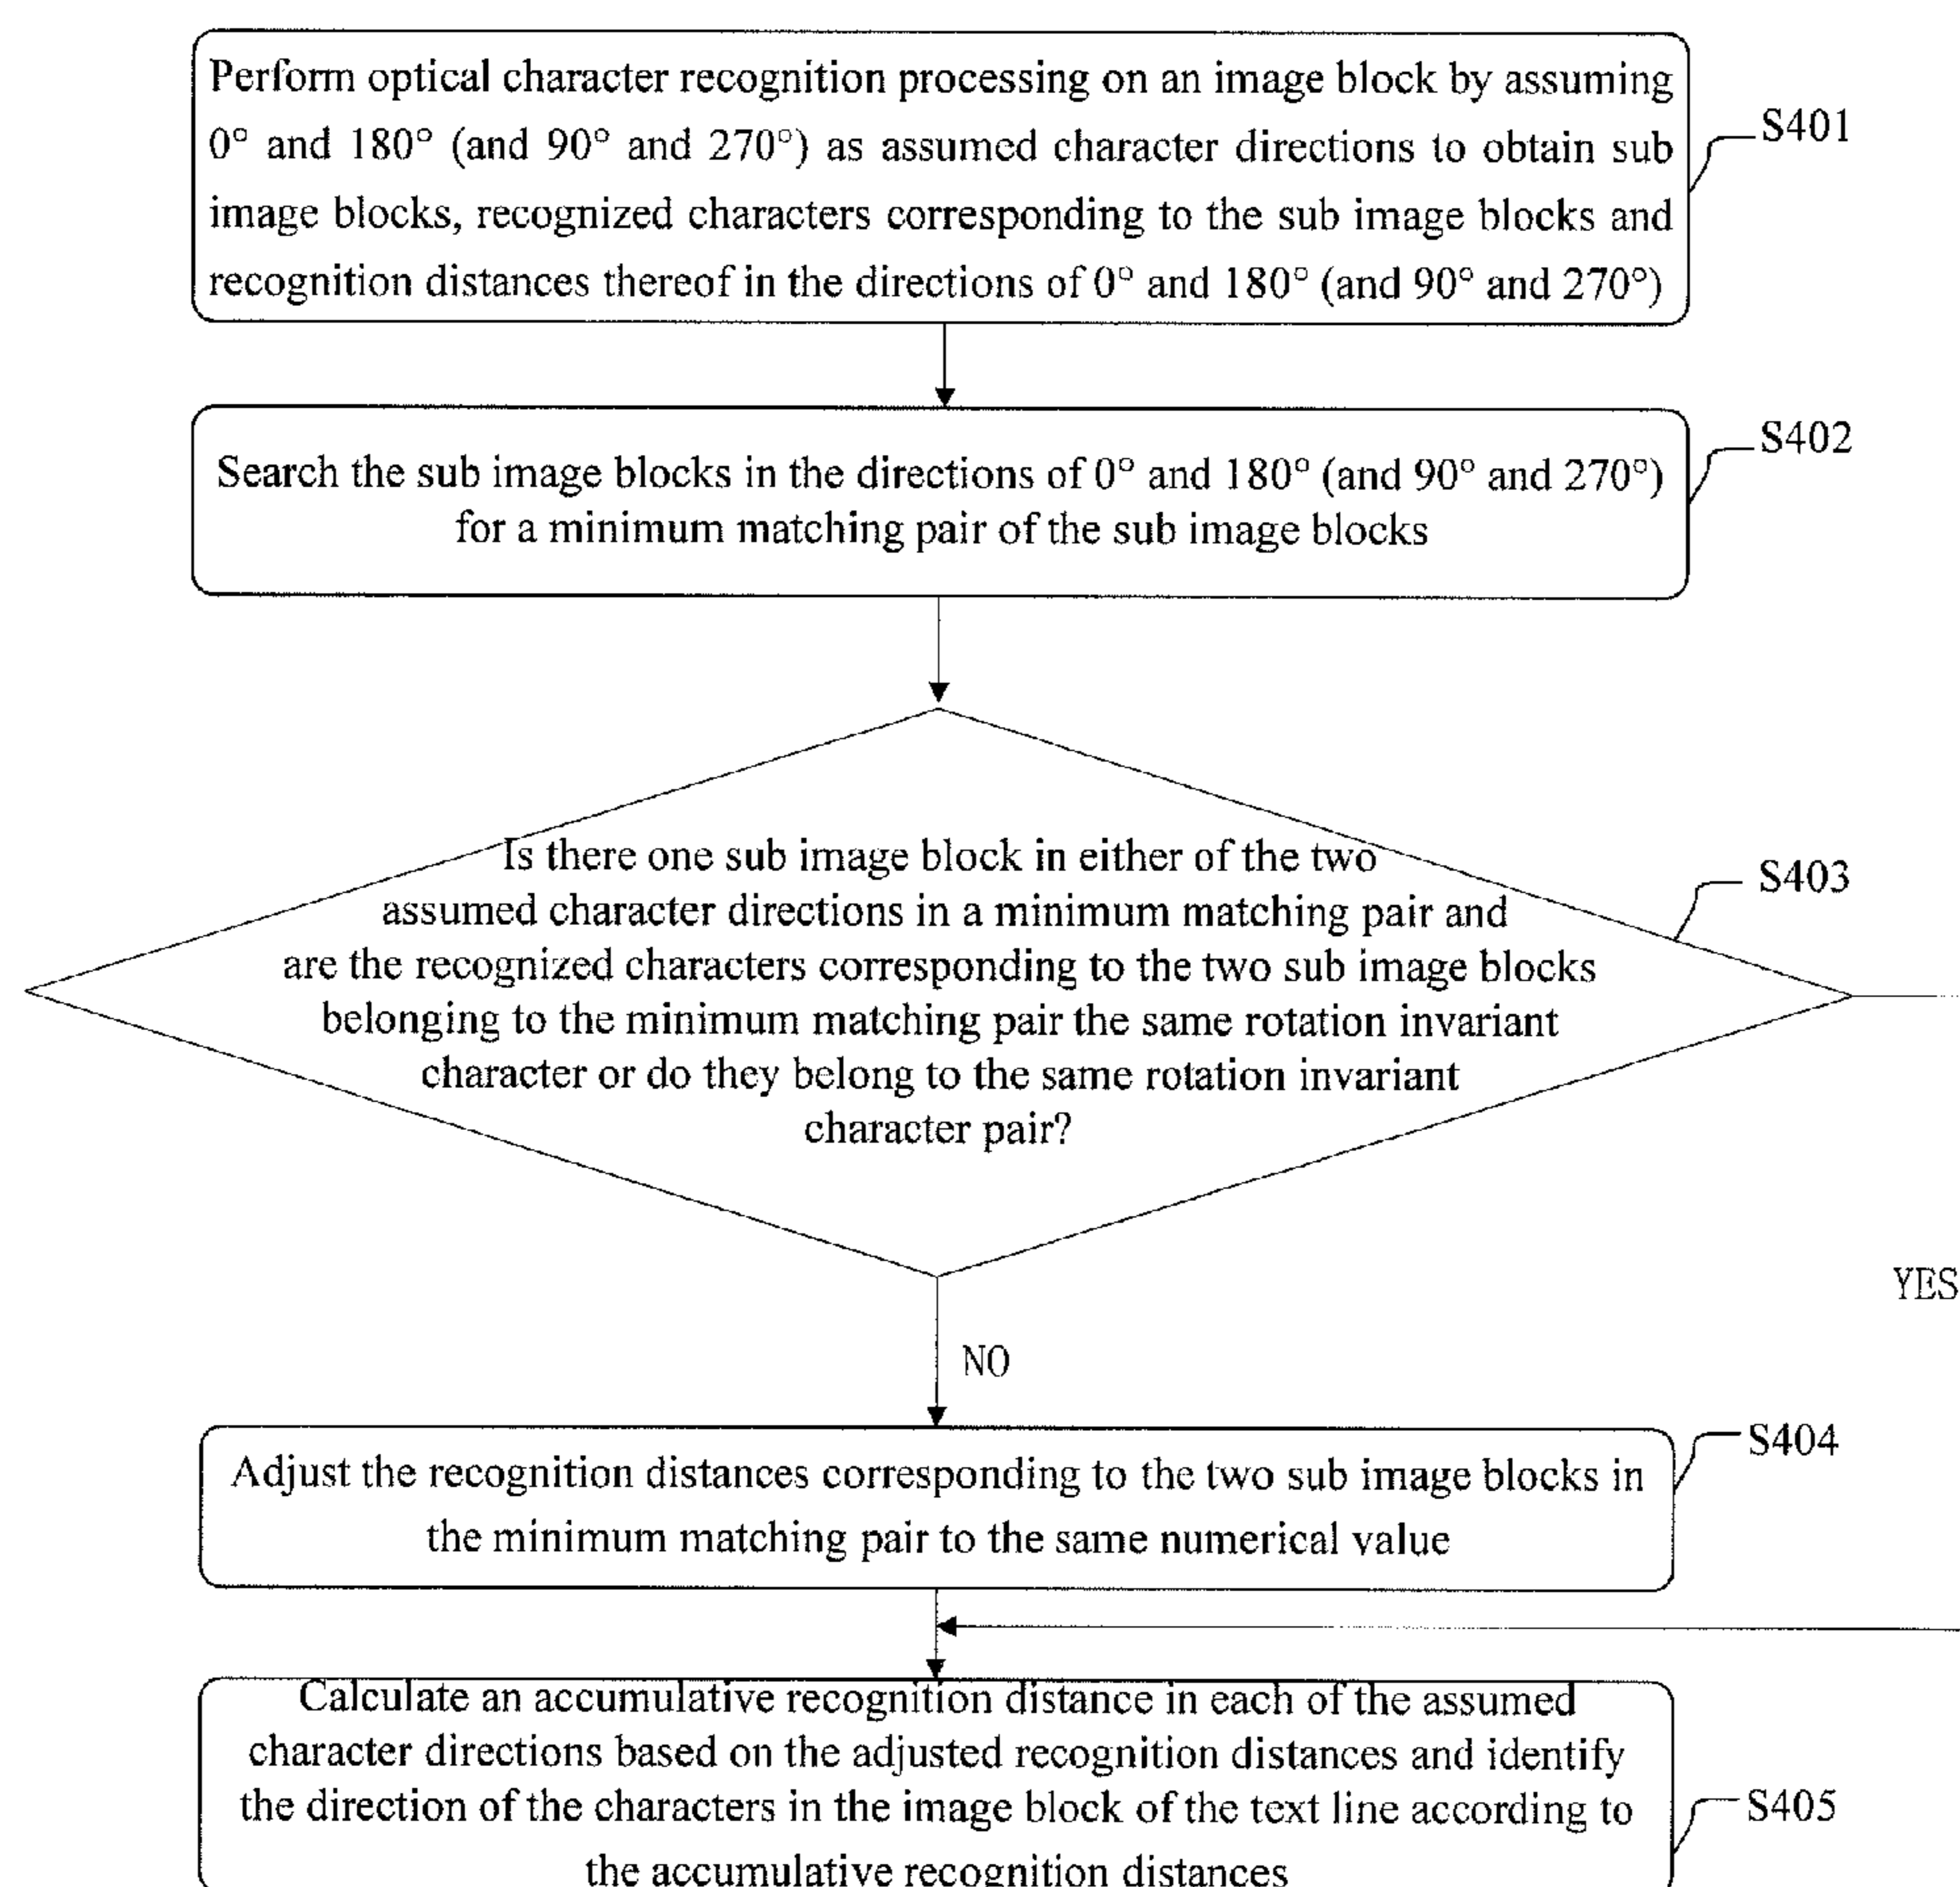 Perform optical character recognition processing on an image block by assuming
0° and 180° (and 90° and 270°) as assumed character directions to obtain sub
image blocks, recognized characters corresponding to the sub image blocks and
recognition distances thereof in the directions of 0° and 180° (and 90° and 270°)
S401
Search the sub image blocks in the directions of 0° and 180° (and 90° and 270°)
for a minimum matching pair of the sub image blocks
S402
Is there one sub image block in either of the two
assumed character directions in a minimum matching pair and
are the recognized characters corresponding to the two sub image blocks
belonging to the minimum matching pair the same rotation invariant
character or do they belong to the same rotation invariant
character pair?
S403
YES
NO
Adjust the recognition distances corresponding to the two sub image blocks in
the minimum matching pair to the same numerical value
S404
Calculate an accumulative recognition distance in each of the assumed
character directions based on the adjusted recognition distances and identify
the direction of the characters in the image block of the text line according to
the accumulative recognition distances
S405